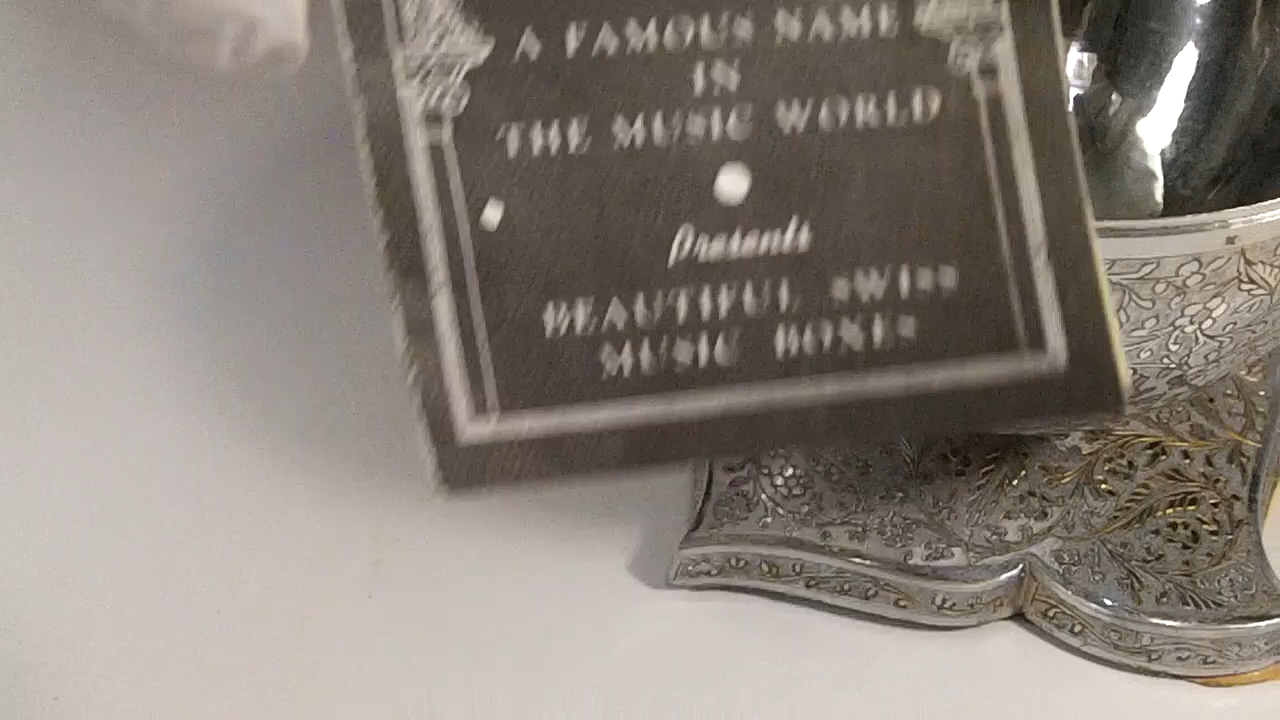 A FAMOUS NAME
IN
THE MUSIC WORLD
Presents
BEAUTIFUL SWISS
MUSIC BOXES